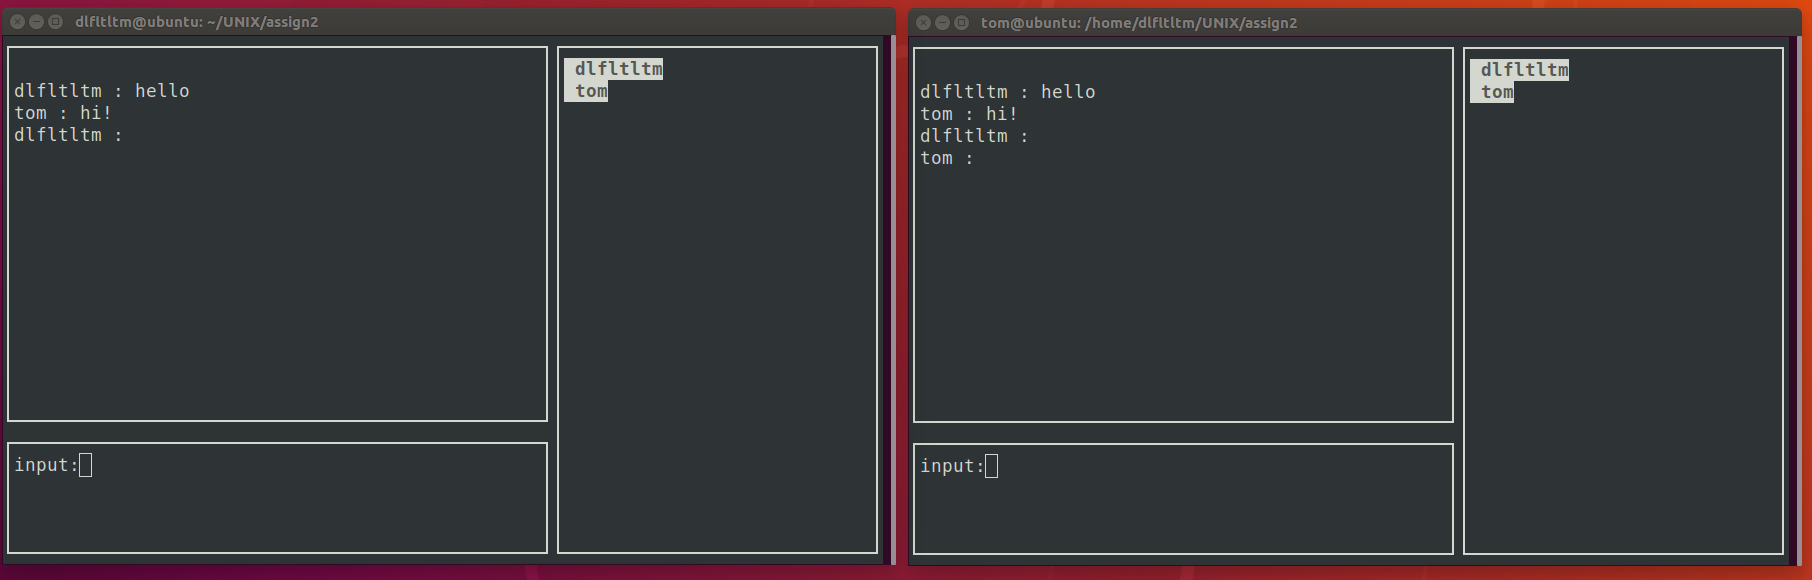 dlfltltm@ubuntu: ~/UNIX/assign2
dlfltltm : hello
tom : hi!
dlfltltm :
dlfltltm
tom
input:
tom@ubuntu: /home/dlfltltm/UNIX/assign2
dlfltltm : hello
tom : hi!
dlfltltm :
tom :
dlfltltm
tom
input: